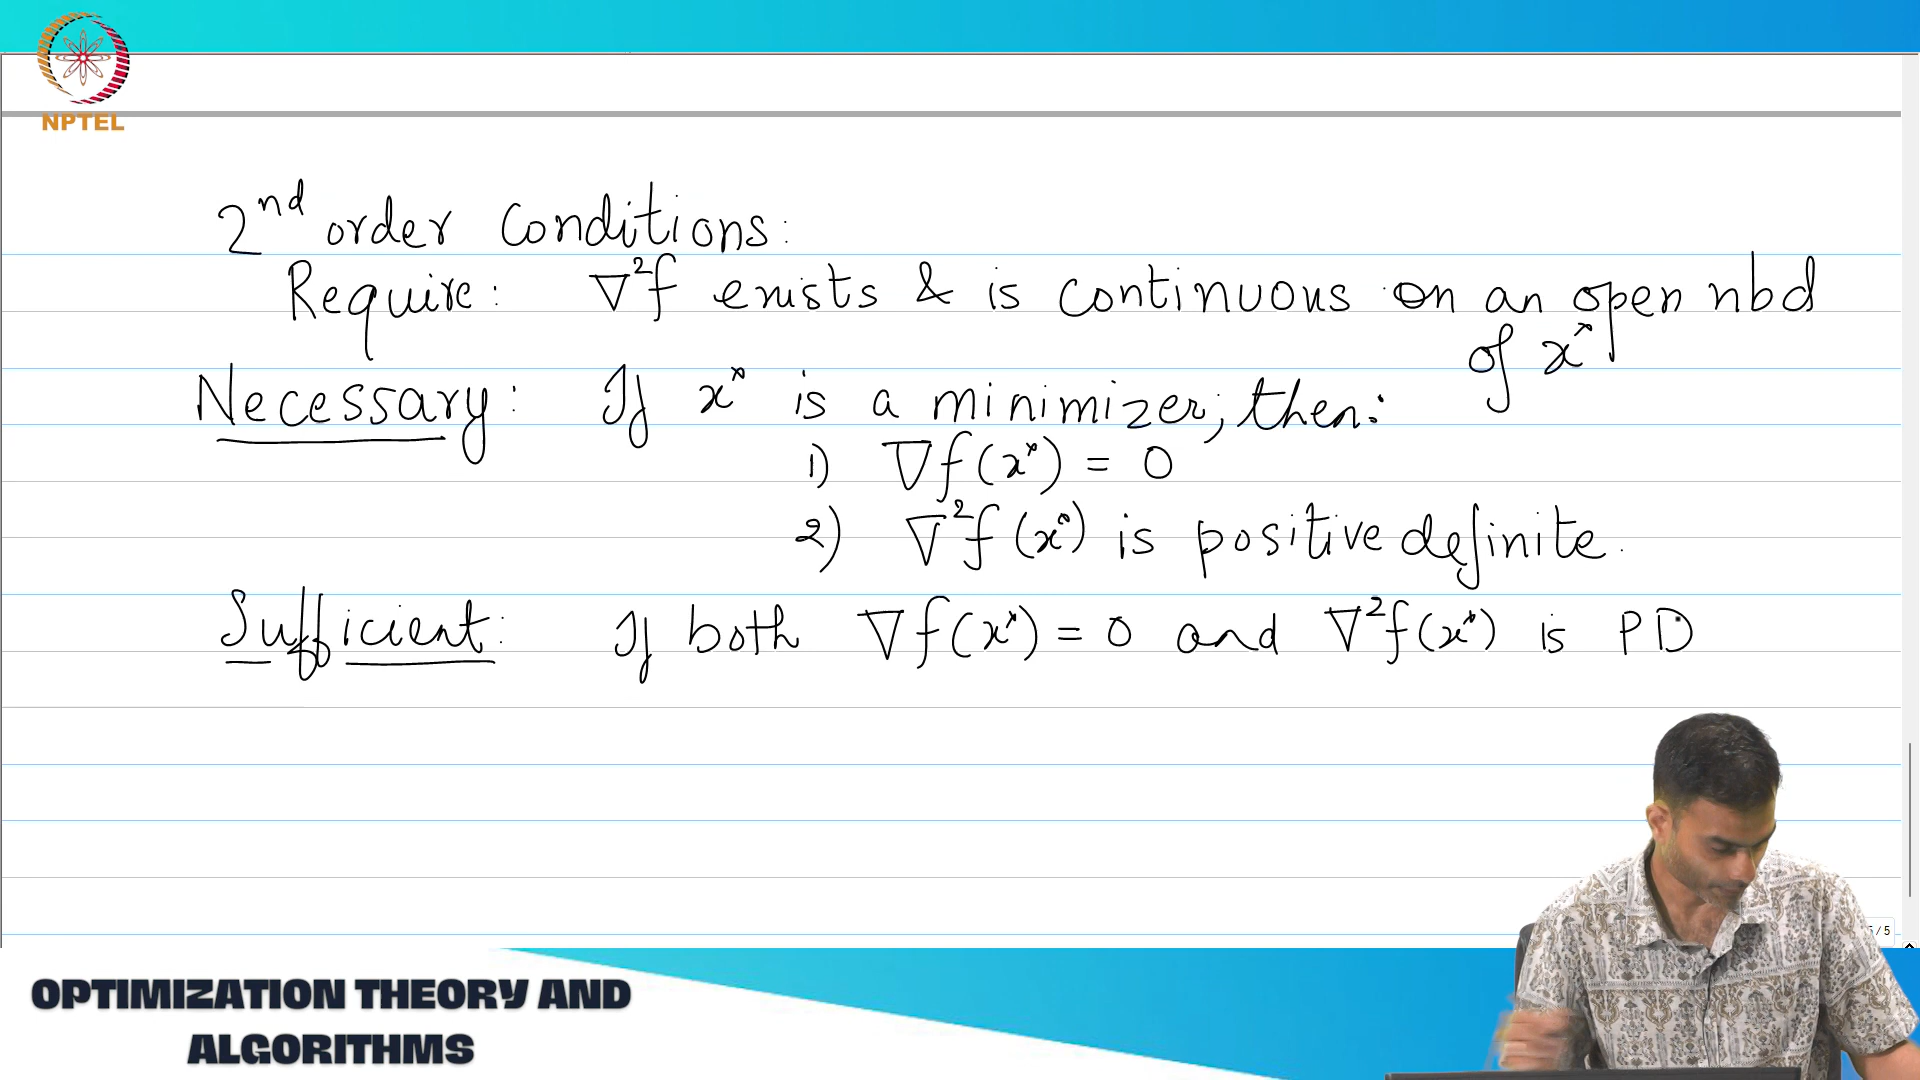 NPTEL
2nd order conditions:
Require: ∇²f exists & is continuous on an open nbd
of x*
Necessary: If x* is a minimizer, then:
1) ∇f(x*) = 0
2) ∇²f(x*) is positive definite.
Sufficient: If both ∇f(x*) = 0 and ∇²f(x*) is PD
5/5
OPTIMIZATION THEORY AND
ALGORITHMS